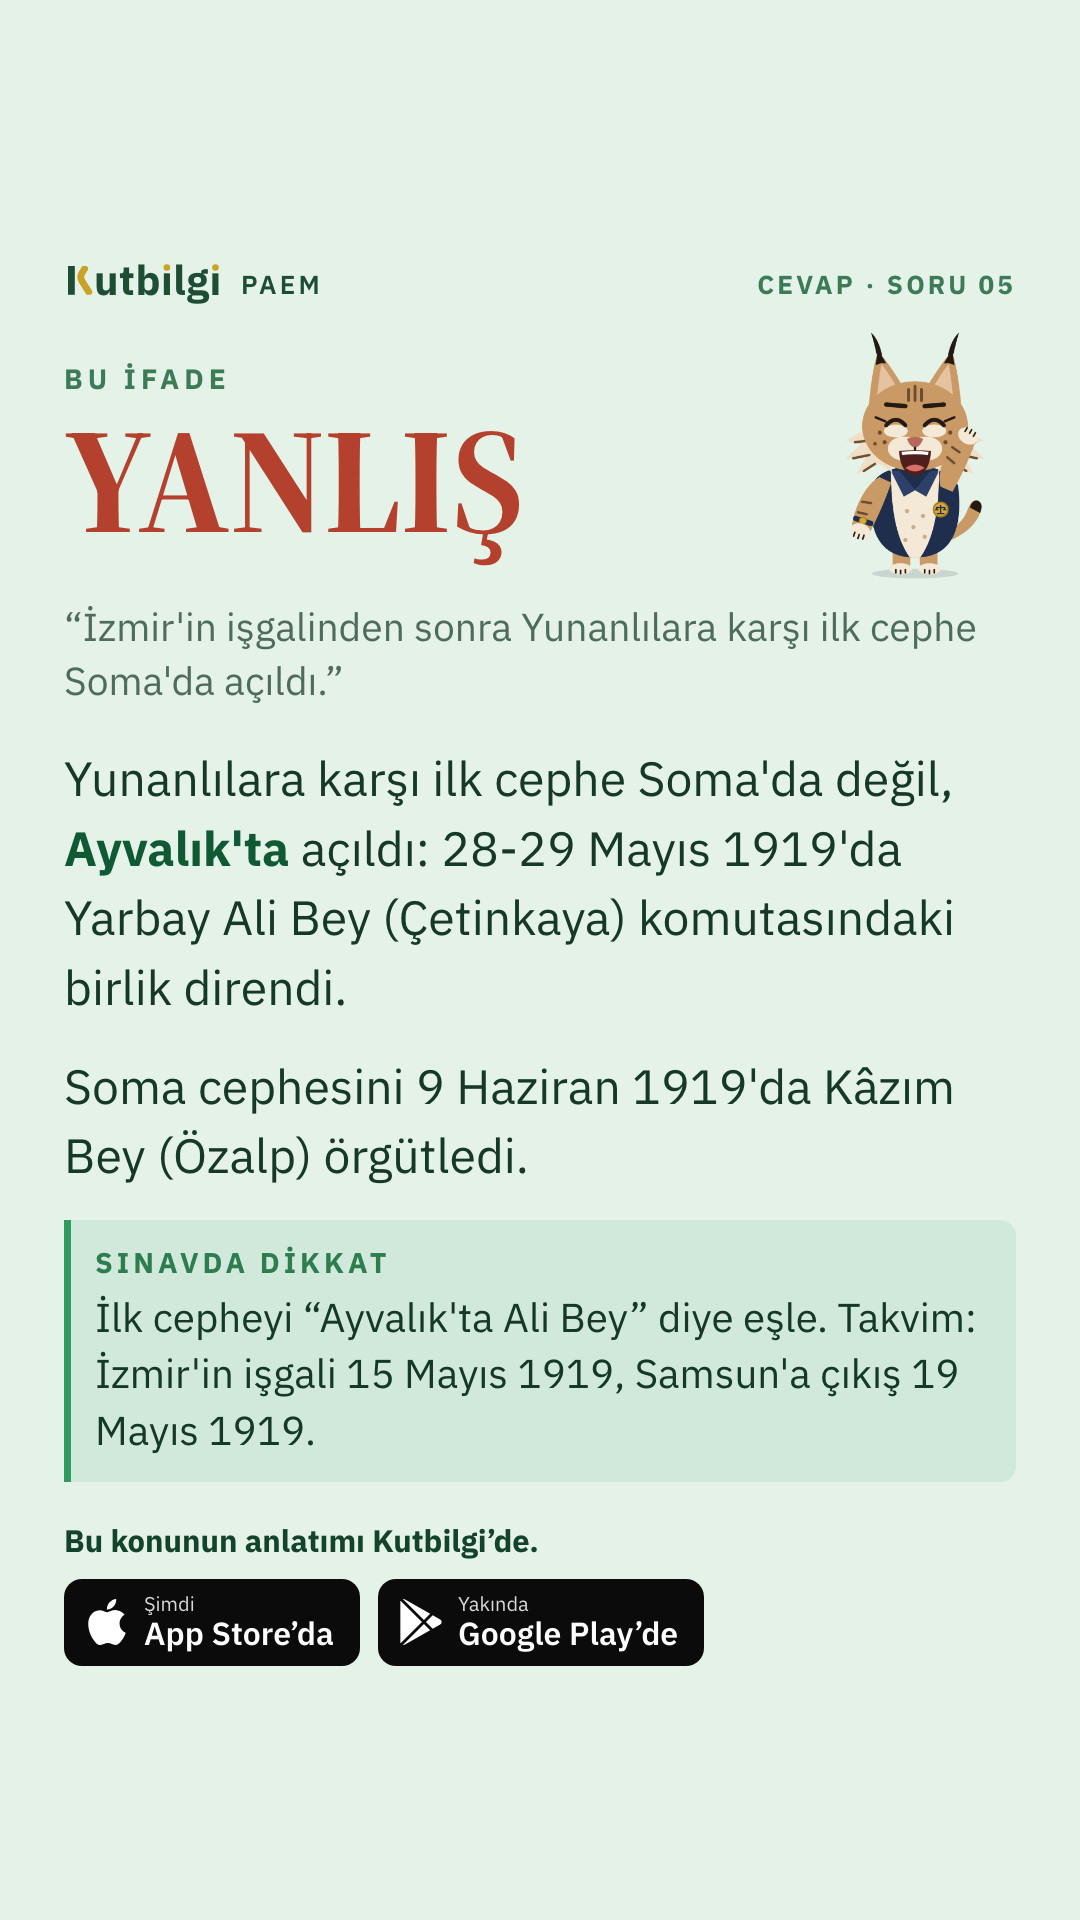 Kutbilgi PAEM
CEVAP · SORU 05
BU İFADE
YANLIŞ
“İzmir'in işgalinden sonra Yunanlılara karşı ilk cephe
Soma'da açıldı.”
Yunanlılara karşı ilk cephe Soma'da değil,
Ayvalık'ta açıldı: 28-29 Mayıs 1919'da
Yarbay Ali Bey (Çetinkaya) komutasındaki
birlik direndi.
Soma cephesini 9 Haziran 1919'da Kâzım
Bey (Özalp) örgütledi.
SINAVDA DİKKAT
İlk cepheyi “Ayvalık'ta Ali Bey” diye eşle. Takvim:
İzmir'in işgali 15 Mayıs 1919, Samsun'a çıkış 19
Mayıs 1919.
Bu konunun anlatımı Kutbilgi’de.
Şimdi
App Store’da
Yakında
Google Play’de